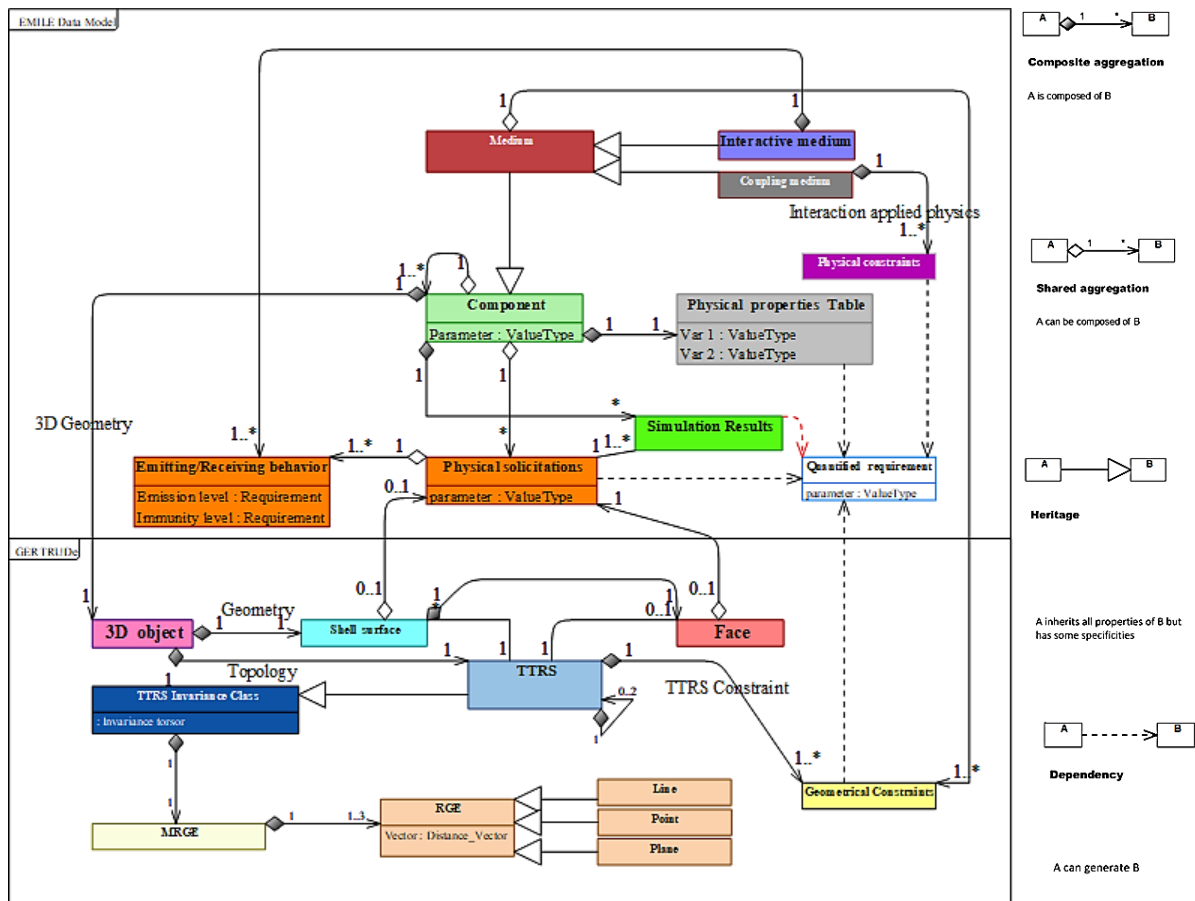 EMILE Data Model
1
1
Medium
Interactive medium
1
Coupling medium
Interaction applied physics
1..*
Physical constraints
1..*
1
1
Component
Parameter : ValueType
1
1
Physical properties Table
Var 1 : ValueType
Var 2 : ValueType
1
1
3D Geometry
*
Simulation Results
1..*
1..*
1
*
1
1..*
Emitting/Receiving behavior
Emission level : Requirement
Immunity level : Requirement
Physical solicitations
parameter : ValueType
Quantified requirement
parameter : ValueType
0..1
1
GERTRUDe
1
0..1
0..1
3D object
1
Geometry
1
Shell surface
*
1
0..1
Face
1
Topology
1
1
1
TTRS
1
TTRS Constraint
TTRS Invariance Class
: Invariance torsor
0..2
1
1
1
1..*
1..*
Geometrical Constraints
MRGE
1
1..3
RGE
Vector : Distance_Vector
Line
Point
Plane
A
1
*
B
Composite aggregation
A is composed of B
A
1
*
B
Shared aggregation
A can be composed of B
A
B
Heritage
A inherits all properties of B but
has some specificities
A
B
Dependency
A can generate B